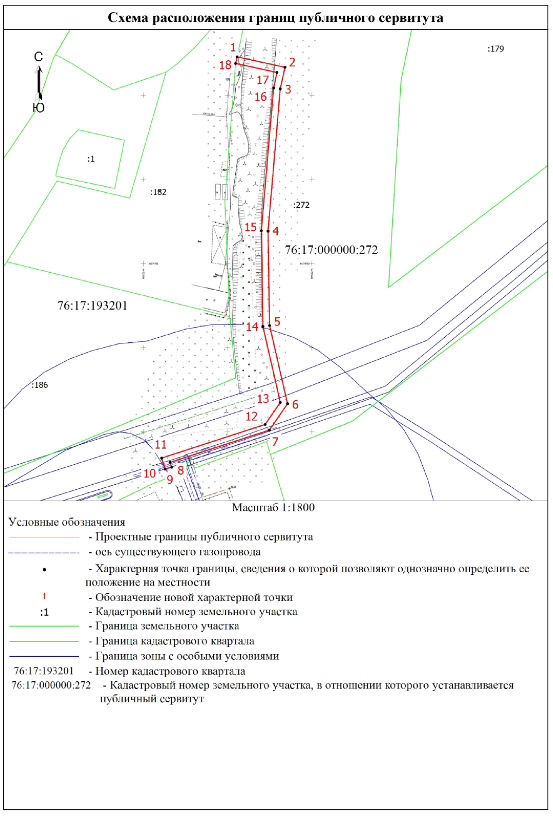 Схема расположения границ публичного сервитута
:179
1
2
18
17
3
16
С
Ю
:1
:182
:272
15
4
76:17:000000:272
76:17:193201
14
5
:186
13
6
12
7
11
8
10
9
Масштаб 1:1800
Условные обозначения
- Проектные границы публичного сервитута
- ось существующего газопровода
- Характерная точка границы, сведения о которой позволяют однозначно определить ее
положение на местности
1 - Обозначение новой характерной точки
:1 - Кадастровый номер земельного участка
- Граница земельного участка
- Граница кадастрового квартала
- Граница зоны с особыми условиями
76:17:193201 - Номер кадастрового квартала
76:17:000000:272 - Кадастровый номер земельного участка, в отношении которого устанавливается
публичный сервитут